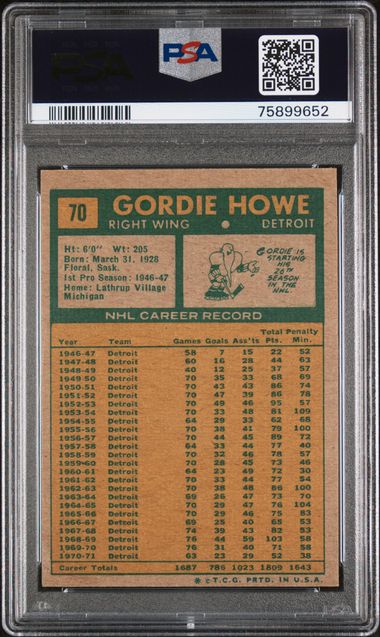 PSA
PSA
75899652
70 GORDIE HOWE
RIGHT WING DETROIT
Ht: 6'0" Wt: 205
Born: March 31, 1928
Floral, Sask.
1st Pro Season: 1946-47
Home: Lathrup Village
Michigan
GORDIE IS
STARTING
HIS
26TH
SEASON
IN THE
NHL.
NHL CAREER RECORD
Total Penalty
Year Team Games Goals Ass'ts Pts. Min.
1946-47 Detroit 58 7 15 22 52
1947-48 Detroit 60 16 28 44 63
1948-49 Detroit 40 12 25 37 57
1949-50 Detroit 70 35 33 68 69
1950-51 Detroit 70 43 43 86 74
1951-52 Detroit 70 47 39 86 78
1952-53 Detroit 70 49 46 95 57
1953-54 Detroit 70 33 48 81 109
1954-55 Detroit 64 29 33 62 68
1955-56 Detroit 70 38 41 79 100
1956-57 Detroit 70 44 45 89 72
1957-58 Detroit 64 33 44 77 40
1958-59 Detroit 70 32 46 78 57
1959-60 Detroit 70 28 45 73 46
1960-61 Detroit 64 23 49 72 30
1961-62 Detroit 70 33 44 77 54
1962-63 Detroit 70 38 48 86 100
1963-64 Detroit 69 26 47 73 70
1964-65 Detroit 70 29 47 76 104
1965-66 Detroit 70 29 46 75 83
1966-67 Detroit 69 25 40 65 53
1967-68 Detroit 74 39 43 82 53
1968-69 Detroit 76 44 59 103 58
1969-70 Detroit 76 31 40 71 58
1970-71 Detroit 63 23 29 52 38
Career Totals 1687 786 1023 1809 1643
* © T.C.G. PRTD. IN U.S.A.